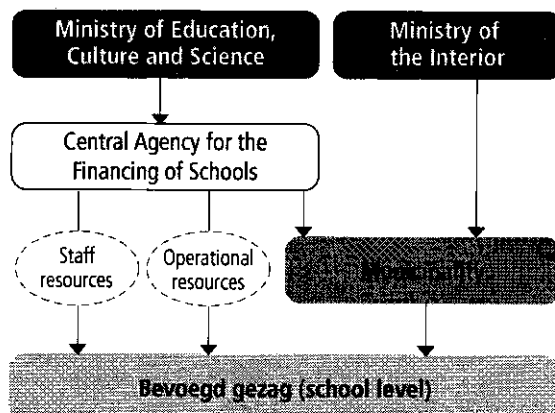 Ministry of Education,
Culture and Science
Ministry of
the Interior
Central Agency for the
Financing of Schools
Staff
resources
Operational
resources
Municipality
Bevoegd gezag (school level)